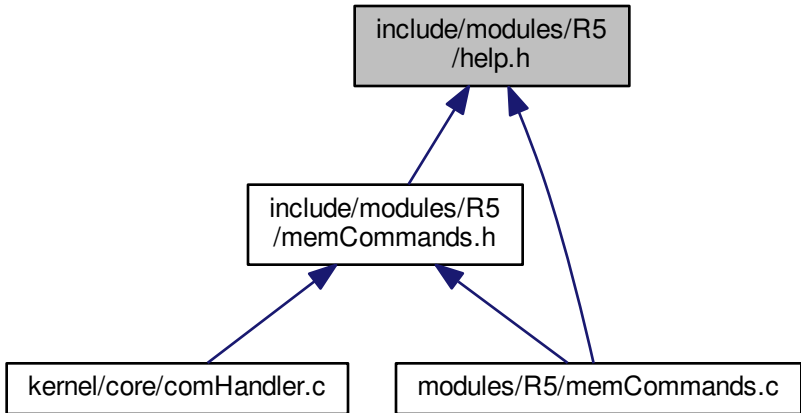 include/modules/R5
/help.h
include/modules/R5
/memCommands.h
kernel/core/comHandler.c
modules/R5/memCommands.c